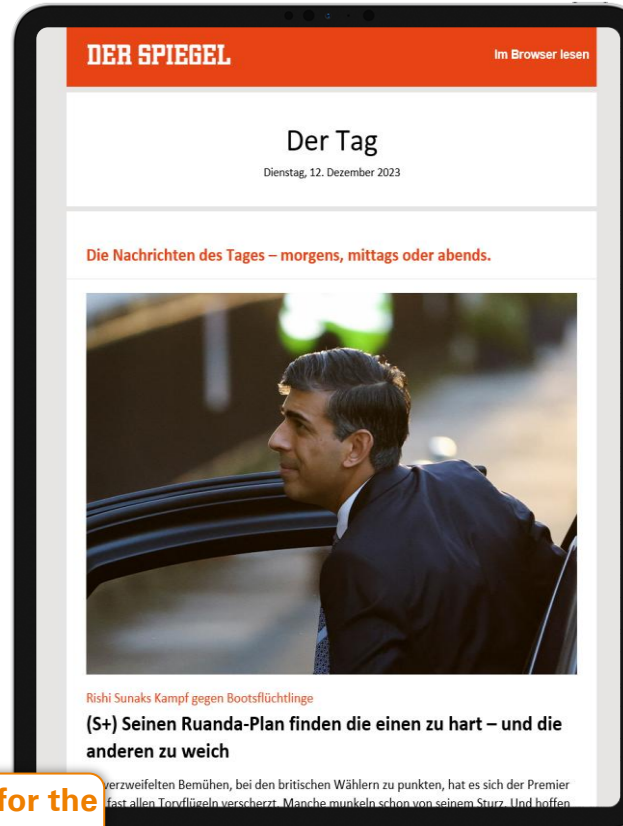 DER SPIEGEL
Im Browser lesen
Der Tag
Dienstag, 12. Dezember 2023
Die Nachrichten des Tages – morgens, mittags oder abends.
Rishi Sunaks Kampf gegen Bootsflüchtlinge
(S+) Seinen Ruanda-Plan finden die einen zu hart – und die
anderen zu weich
verzweifelten Bemühen, bei den britischen Wählern zu punkten, hat es sich der Premier
fast allen Toryflügeln verscherzt. Manche munkeln schon von seinem Sturz. Und hoffen
for the